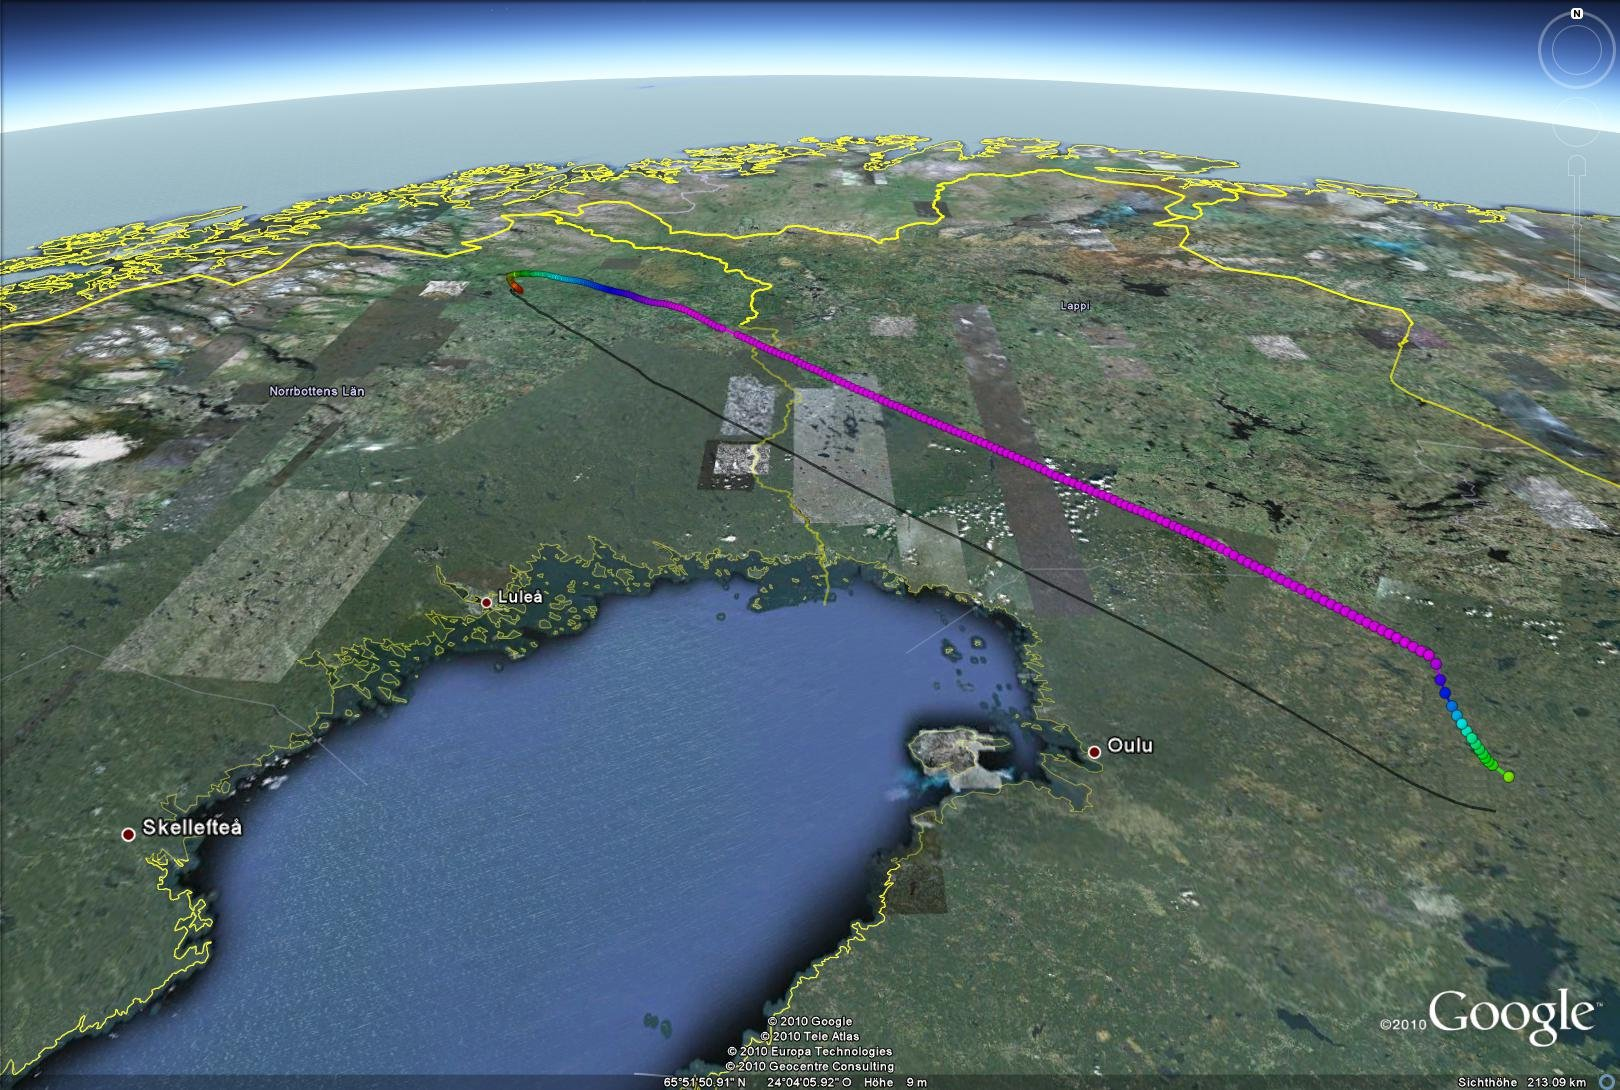 N
Lappi
Norrbottens Län
Luleå
Oulu
Skellefteå
© 2010 Google
© 2010 Tele Atlas
© 2010 Europa Technologies
© 2010 Geocentre Consulting
©2010 Google™
65°51'50.91" N 24°04'05.92" O Höhe 9 m
Sichthöhe 213.09 km